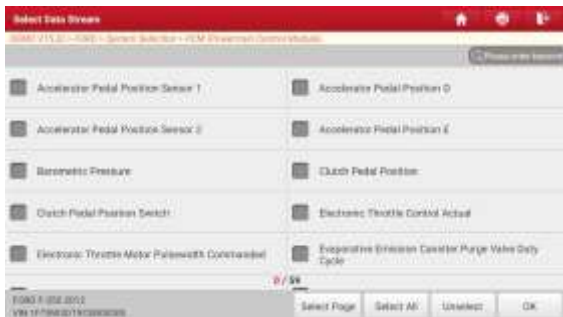 Select Data Stream
Accelerator Pedal Position Sensor 1
Accelerator Pedal Position D
Accelerator Pedal Position Sensor 2
Accelerator Pedal Position E
Barometric Pressure
Clutch Pedal Position
Clutch Pedal Position Switch
Electronic Throttle Control Actual
Electronic Throttle Motor Pulsewidth Commanded
Evaporative Emission Canister Purge Valve Duty
Cycle
0/59
Select Page
Select All
Unselect
OK